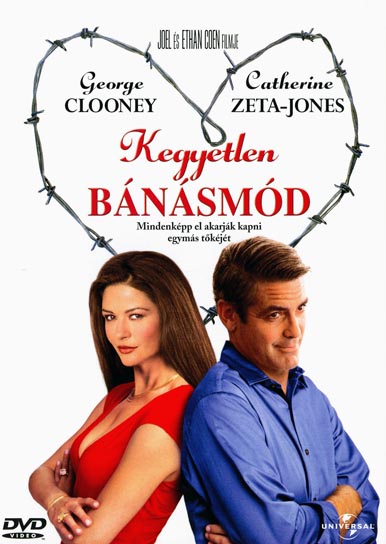 JOEL ÉS ETHAN COEN FILMJE
George CLOONEY
Catherine ZETA-JONES
Kegyetlen
BÁNÁSMÓD
Mindenképp el akarják kapni
egymás tőkéjét
DVD
VIDEO
UNIVERSAL